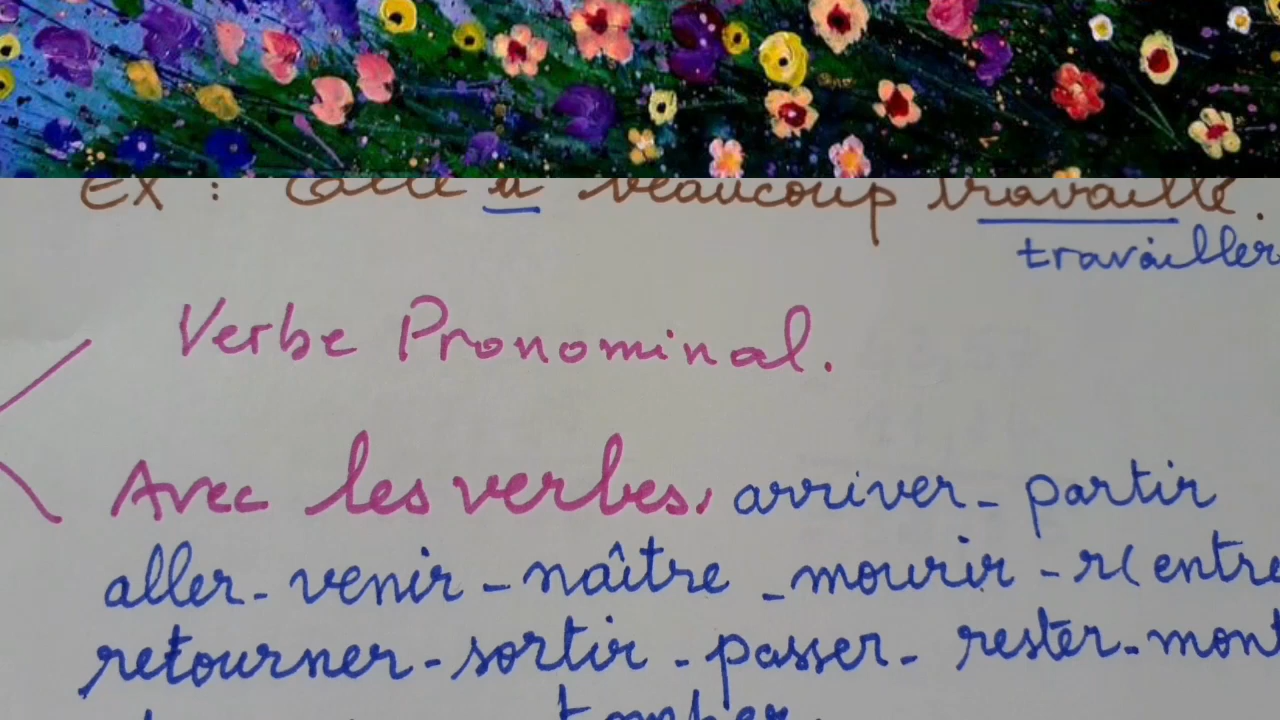 EX : a beaucoup travaillé.
travailler
Verbe Pronominal.
Avec les verbes, arriver - partir
aller - venir - naître - mourir - r(entre
retourner - sortir - passer - rester - mont
tomber.